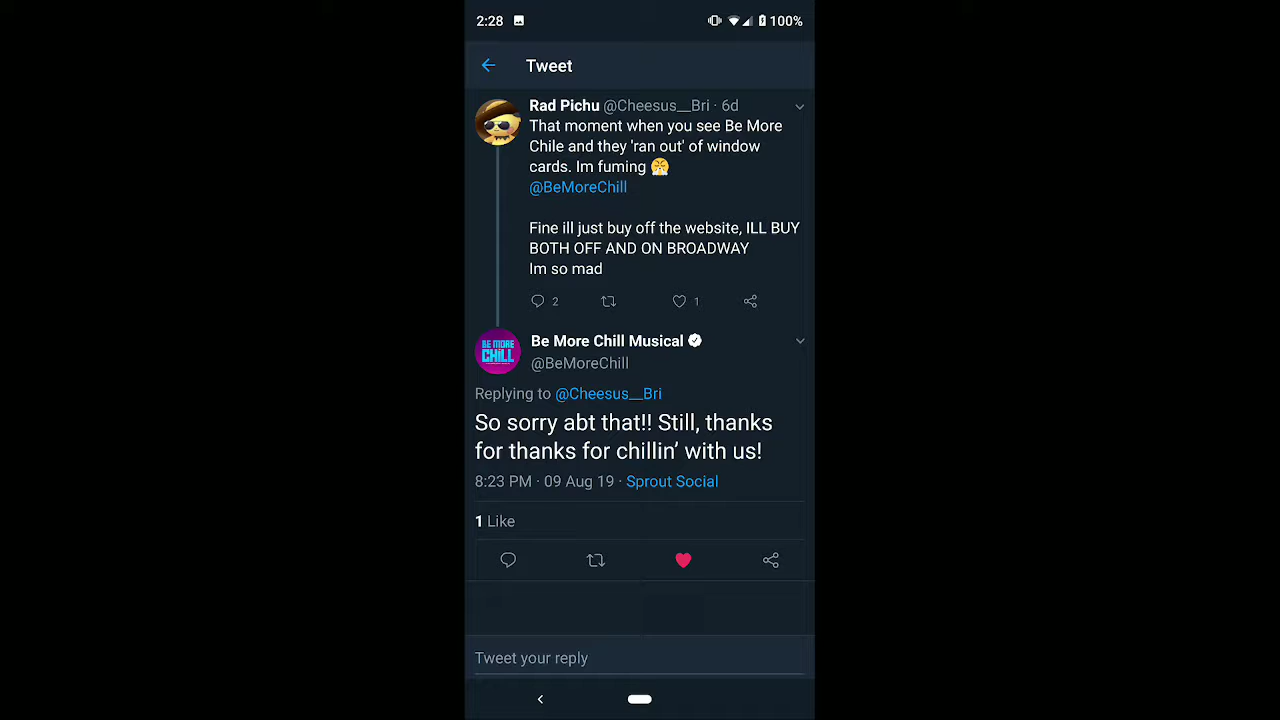 2:28 100%
Tweet
Rad Pichu @Cheesus__Bri · 6d
That moment when you see Be More
Chile and they 'ran out' of window
cards. Im fuming 😤
@BeMoreChill
Fine ill just buy off the website, ILL BUY
BOTH OFF AND ON BROADWAY
Im so mad
2 1
BE MORE
CHILL
Be More Chill Musical
@BeMoreChill
Replying to @Cheesus__Bri
So sorry abt that!! Still, thanks
for thanks for chillin’ with us!
8:23 PM · 09 Aug 19 · Sprout Social
1 Like
Tweet your reply